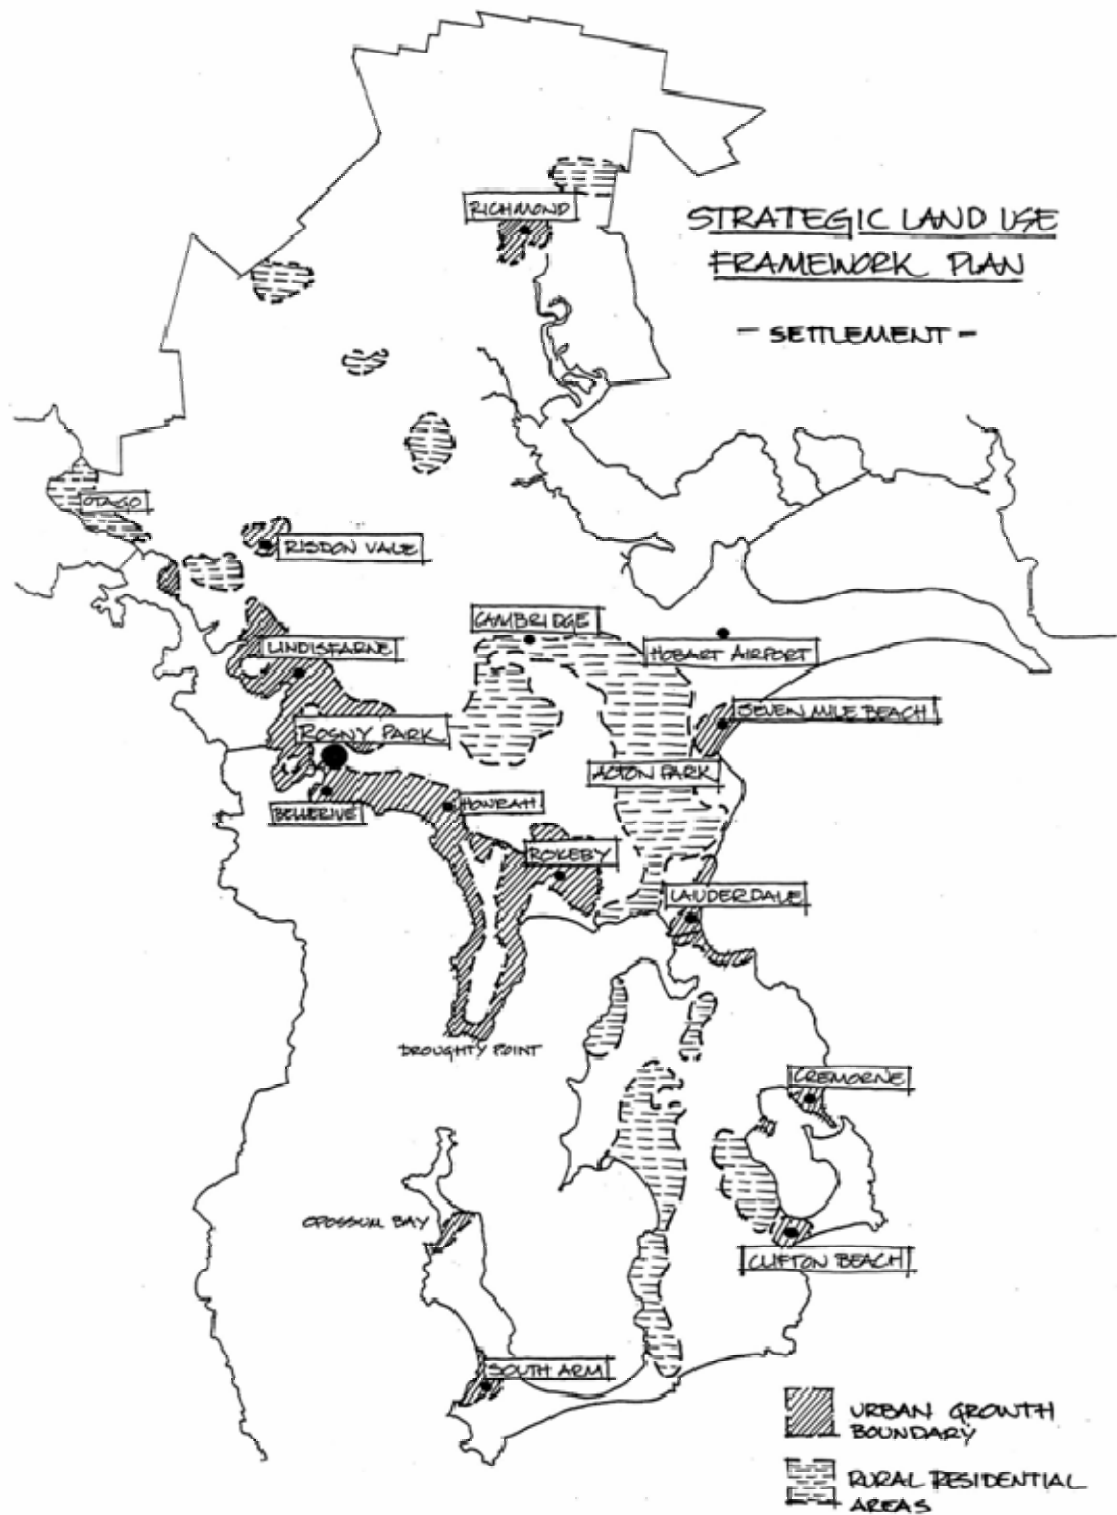 RICHMOND
STRATEGIC LAND USE
FRAMEWORK PLAN
- SETTLEMENT -
OTAGO
RISDON VALE
CAMBRIDGE
LINDISFARNE
HOBART AIRPORT
ROSNY PARK
SEVEN MILE BEACH
ACTON PARK
BELLERIVE
HOWRAH
ROKEBY
LAUDERDALE
DROUGHTY POINT
CREMORNE
OPOSSUM BAY
CLIFTON BEACH
SOUTH ARM
URBAN GROWTH
BOUNDARY
RURAL RESIDENTIAL
AREAS